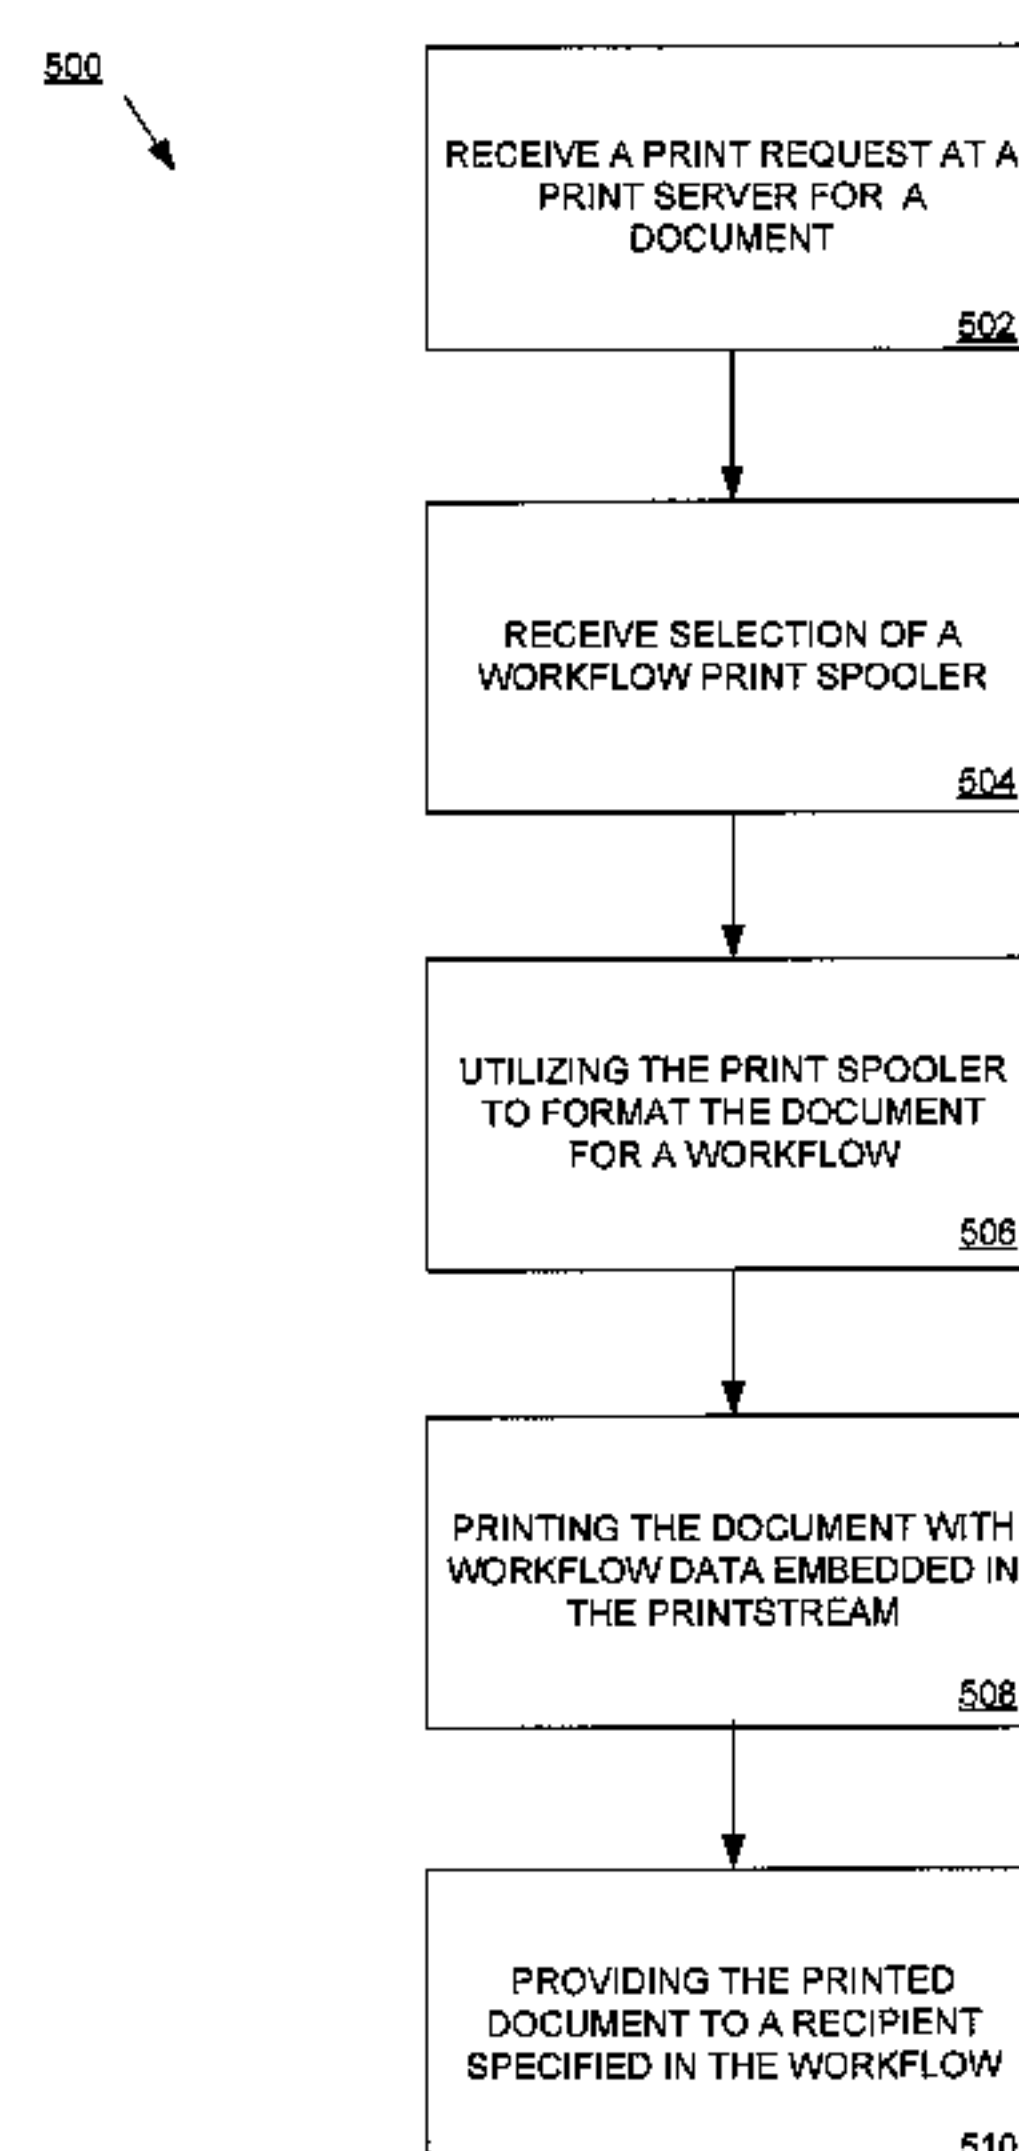 500
RECEIVE A PRINT REQUEST AT A
PRINT SERVER FOR A
DOCUMENT
502
RECEIVE SELECTION OF A
WORKFLOW PRINT SPOOLER
504
UTILIZING THE PRINT SPOOLER
TO FORMAT THE DOCUMENT
FOR A WORKFLOW
506
PRINTING THE DOCUMENT WITH
WORKFLOW DATA EMBEDDED IN
THE PRINTSTREAM
508
PROVIDING THE PRINTED
DOCUMENT TO A RECIPIENT
SPECIFIED IN THE WORKFLOW
510